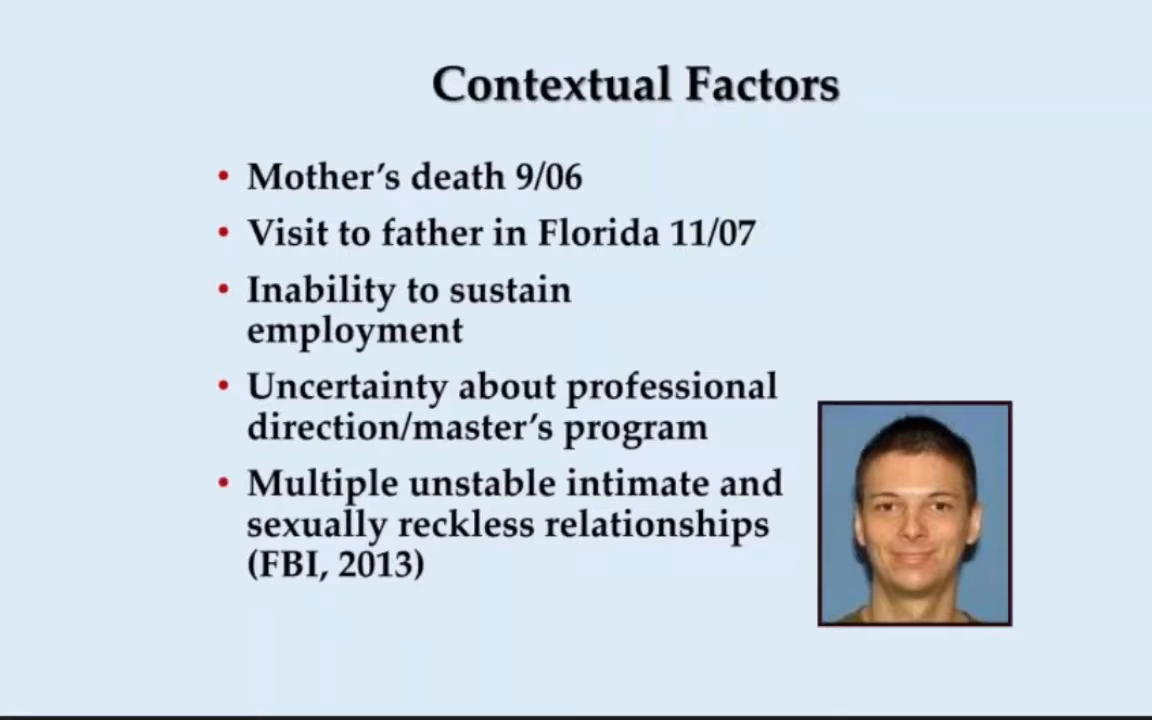 Contextual Factors
• Mother's death 9/06
• Visit to father in Florida 11/07
• Inability to sustain
employment
• Uncertainty about professional
direction/master's program
• Multiple unstable intimate and
sexually reckless relationships
(FBI, 2013)